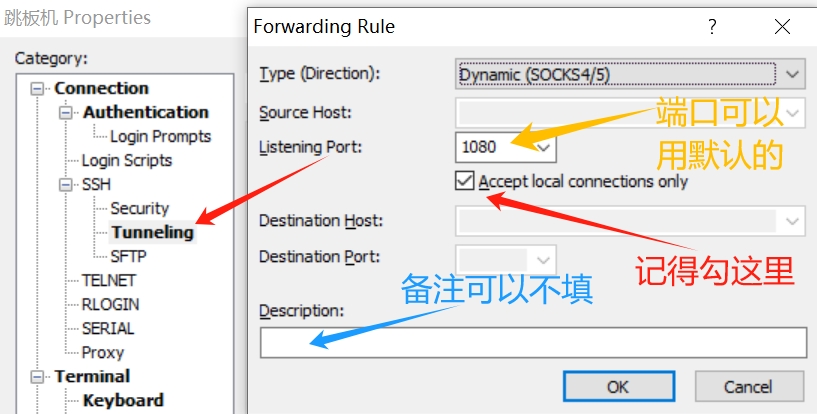 跳板机 Properties
Category:
Connection
Authentication
Login Prompts
Login Scripts
SSH
Security
Tunneling
SFTP
TELNET
RLOGIN
SERIAL
Proxy
Terminal
Keyboard
Forwarding Rule
?
Type (Direction):
Dynamic (SOCKS4/5)
Source Host:
Listening Port:
1080
端口可以
用默认的
Accept local connections only
Destination Host:
Destination Port:
记得勾这里
备注可以不填
Description:
OK
Cancel